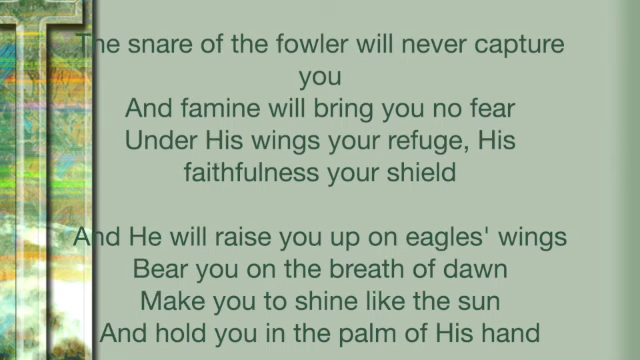 The snare of the fowler will never capture
you
And famine will bring you no fear
Under His wings your refuge, His
faithfulness your shield
And He will raise you up on eagles' wings
Bear you on the breath of dawn
Make you to shine like the sun
And hold you in the palm of His hand